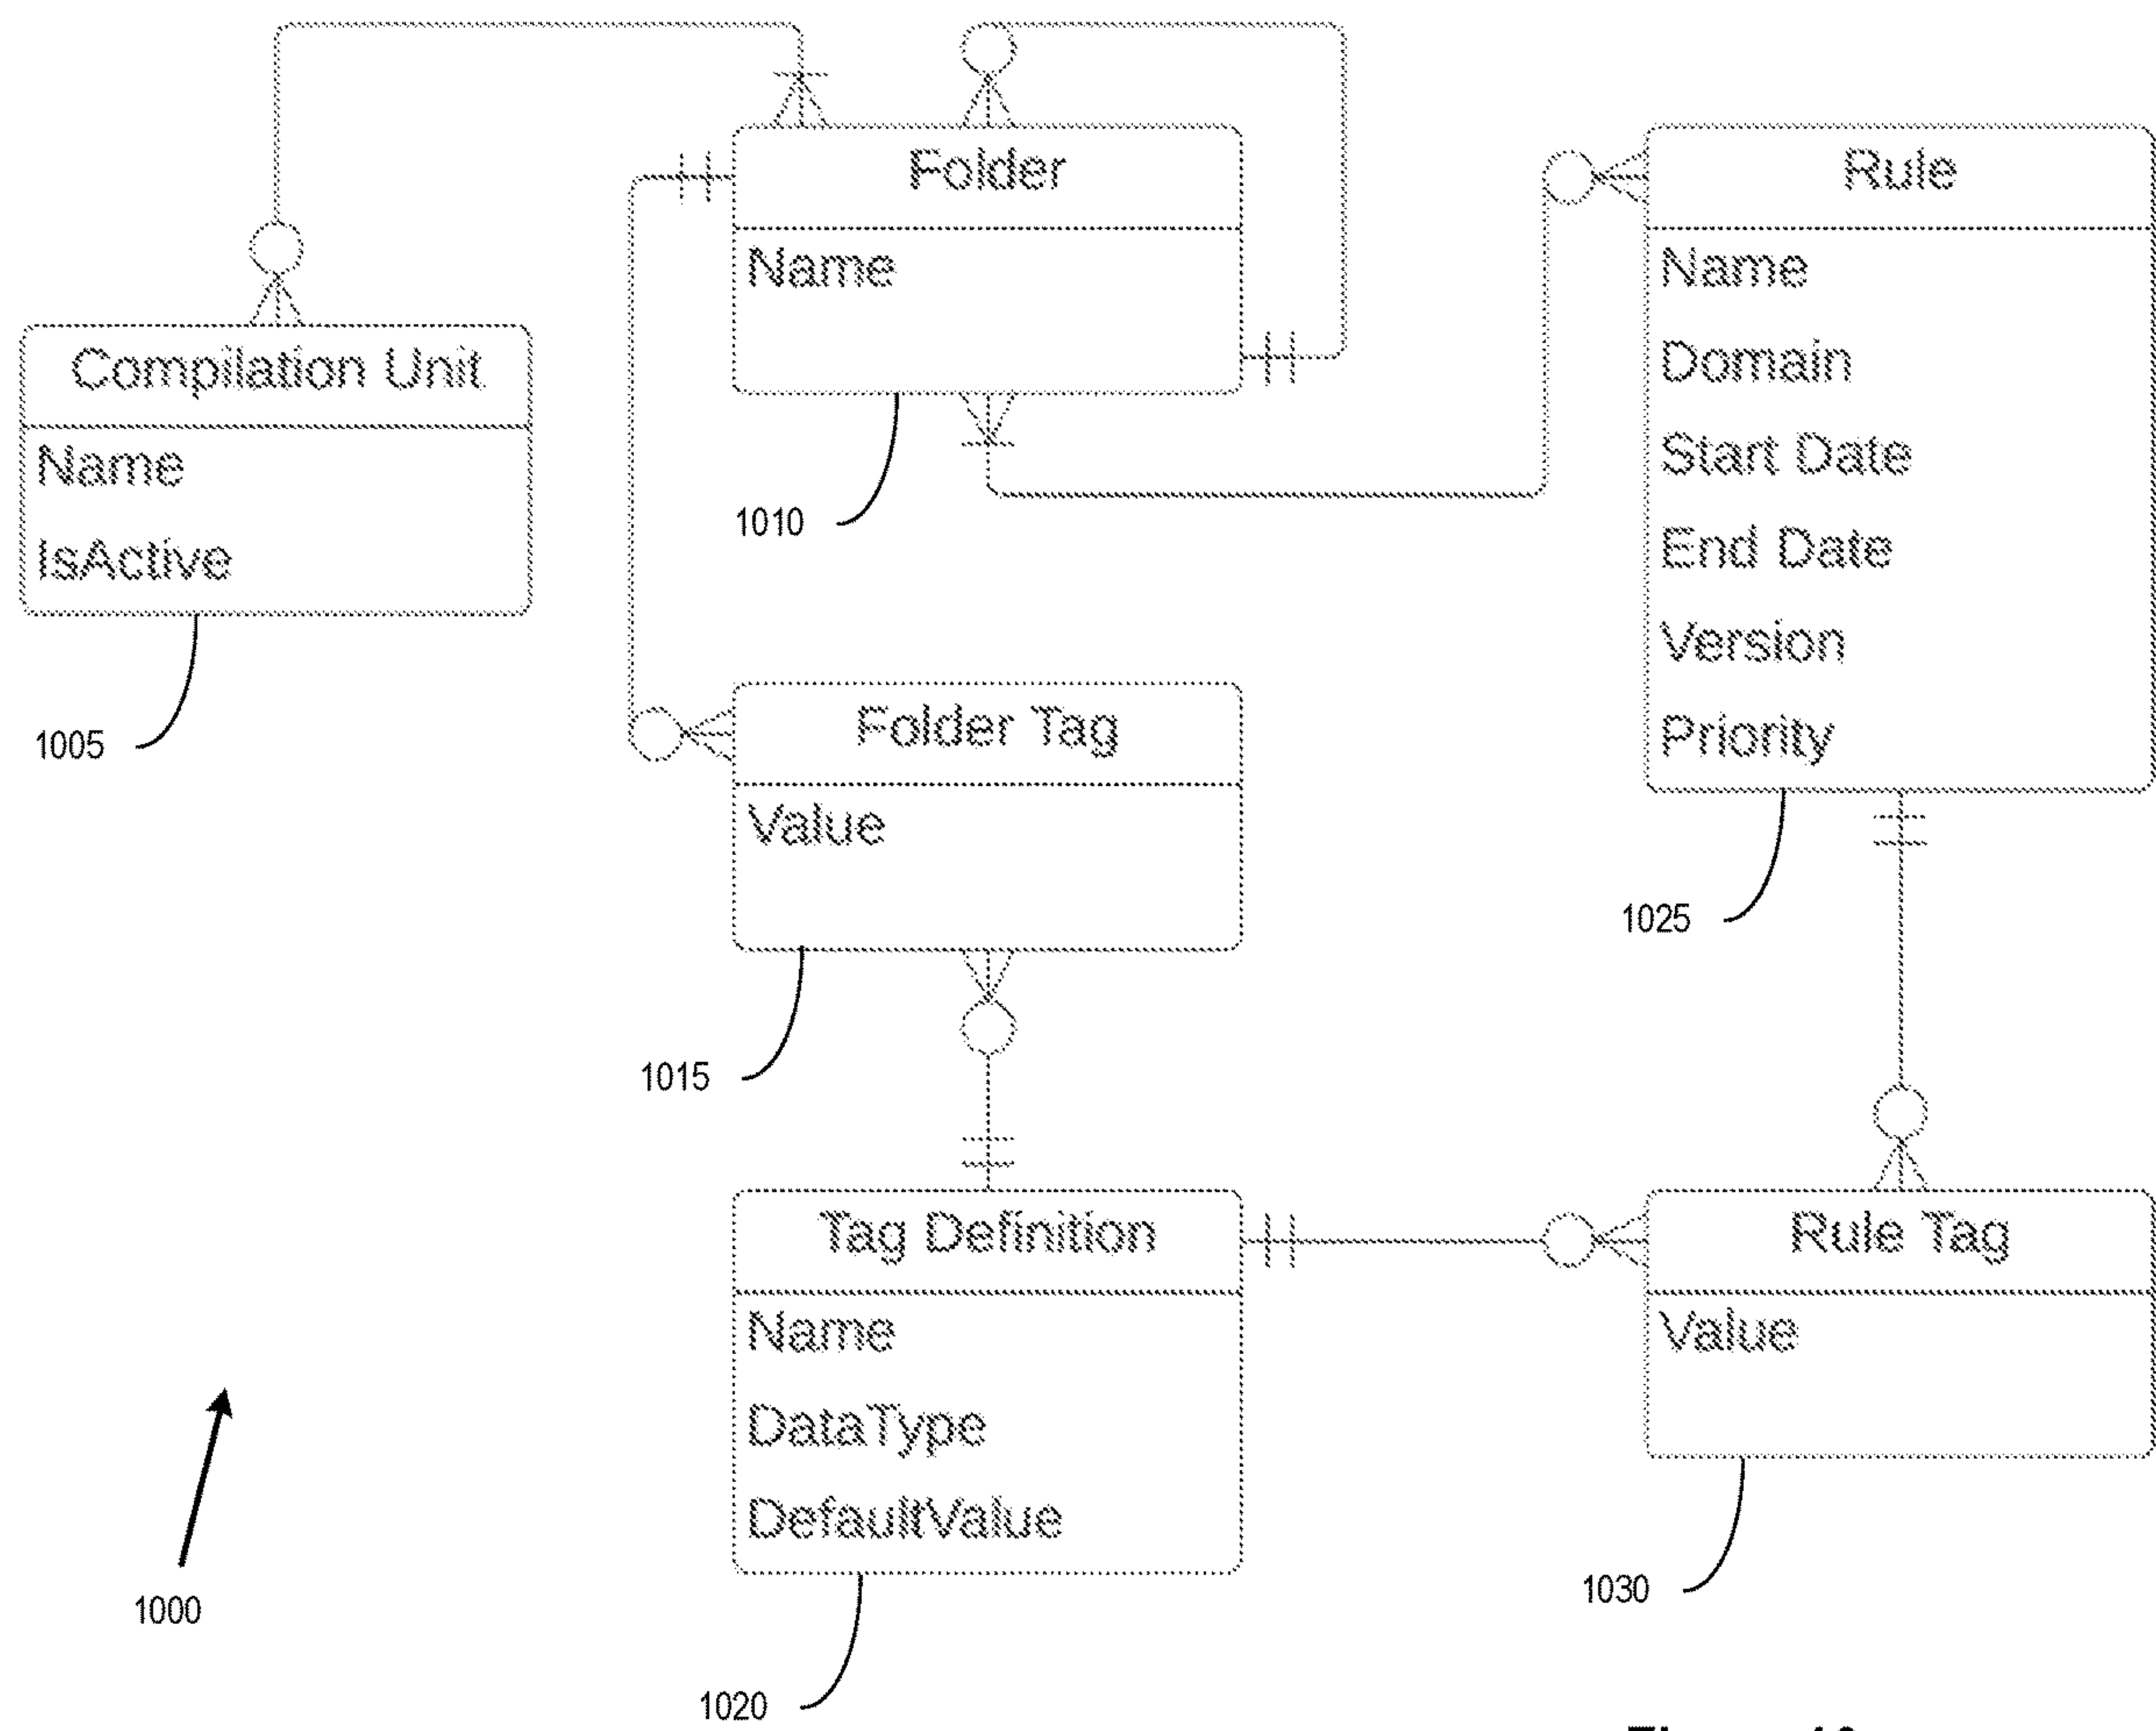 Folder
Name
1010
Rule
Name
Domain
Start Date
End Date
Version
Priority
1025
Compilation Unit
Name
IsActive
1005
Folder Tag
Value
1015
Tag Definition
Name
DataType
DefaultValue
1020
Rule Tag
Value
1030
1000